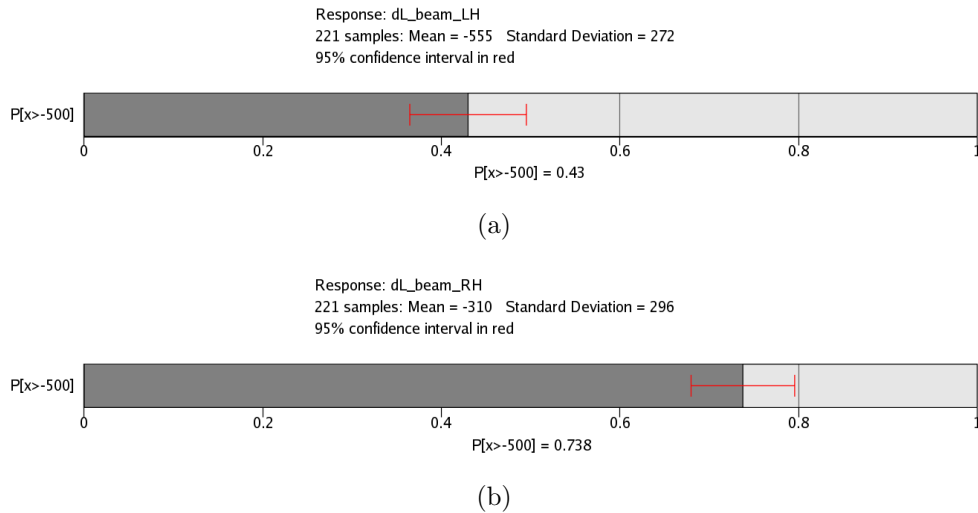 Response: dL_beam_LH
221 samples: Mean = -555   Standard Deviation = 272
95% confidence interval in red
P[x>-500]
0 0.2 0.4 0.6 0.8 1
P[x>-500] = 0.43
(a)
Response: dL_beam_RH
221 samples: Mean = -310   Standard Deviation = 296
95% confidence interval in red
P[x>-500]
0 0.2 0.4 0.6 0.8 1
P[x>-500] = 0.738
(b)